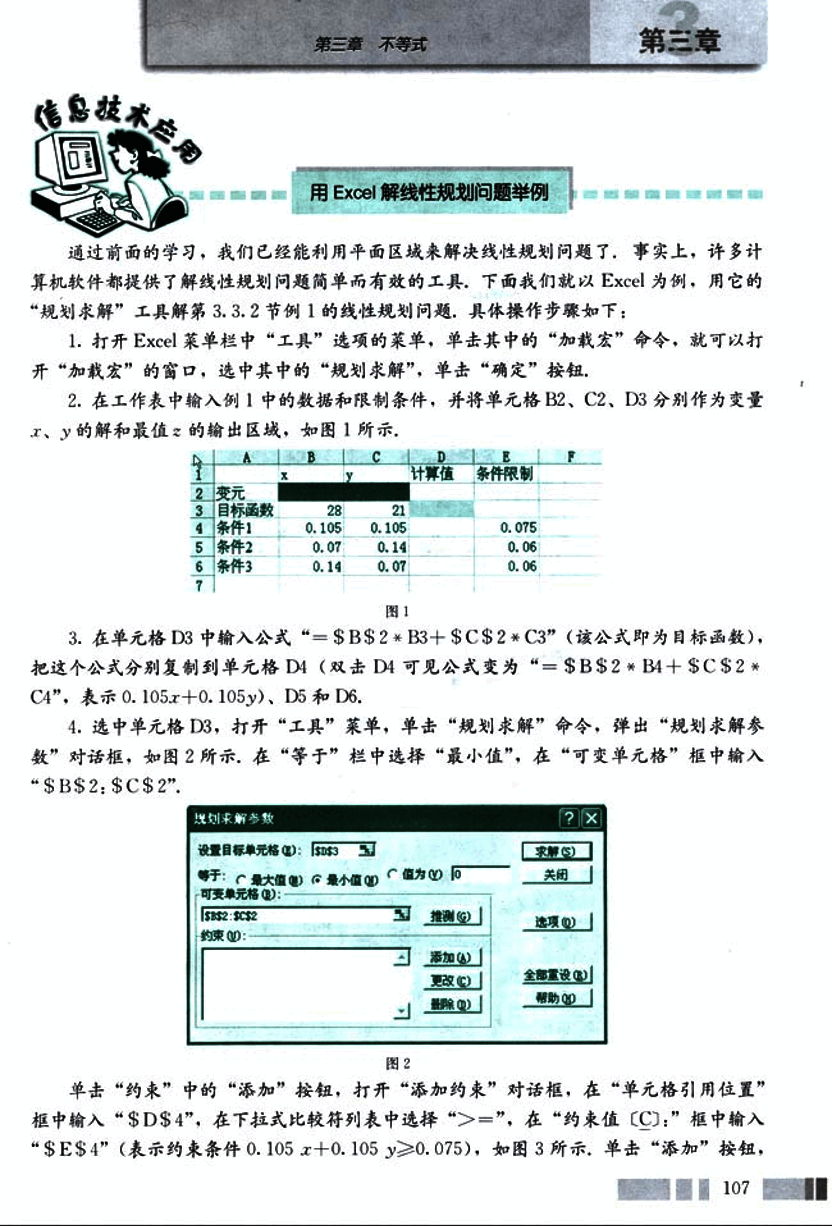 第三章 不等式
第三章
信息技术应用
用 Excel 解线性规划问题举例
通过前面的学习，我们已经能利用平面区域来解决线性规划问题了．事实上，许多计
算机软件都提供了解线性规划问题简单而有效的工具．下面我们就以 Excel 为例，用它的
“规划求解”工具解第 3.3.2 节例 1 的线性规划问题．具体操作步骤如下：
1. 打开 Excel 菜单栏中“工具”选项的菜单，单击其中的“加载宏”命令，就可以打
开“加载宏”的窗口，选中其中的“规划求解”，单击“确定”按钮．
2. 在工作表中输入例 1 中的数据和限制条件，并将单元格 B2、C2、D3 分别作为变量
x、y 的解和最值 z 的输出区域，如图 1 所示．
A B C D E F
1 x y 计算值 条件限制
2 变元
3 目标函数 28 21
4 条件1 0.105 0.105 0.075
5 条件2 0.07 0.14 0.06
6 条件3 0.14 0.07 0.06
7
图 1
3. 在单元格 D3 中输入公式“=$B$2*B3+$C$2*C3”（该公式即为目标函数），
把这个公式分别复制到单元格 D4（双击 D4 可见公式变为“=$B$2*B4+$C$2*
C4”，表示 0.105x+0.105y）、D5 和 D6.
4. 选中单元格 D3，打开“工具”菜单，单击“规划求解”命令，弹出“规划求解参
数”对话框，如图 2 所示．在“等于”栏中选择“最小值”，在“可变单元格”框中输入
“$B$2:$C$2”.
规划求解参数
设置目标单元格(E): $D$3
求解(S)
等于: 最大值(M) 最小值(N) 值为(V) 0
关闭
可变单元格(B):
$B$2:$C$2 推测(G)
选项(O)
约束(U):
添加(A)
更改(C)
全部重设(R)
删除(D)
帮助(H)
图 2
单击“约束”中的“添加”按钮，打开“添加约束”对话框，在“单元格引用位置”
框中输入“$D$4”，在下拉式比较符列表中选择“>=”，在“约束值〔C〕:”框中输入
“$E$4”（表示约束条件 0.105 x+0.105 y⩾0.075），如图 3 所示．单击“添加”按钮，
107